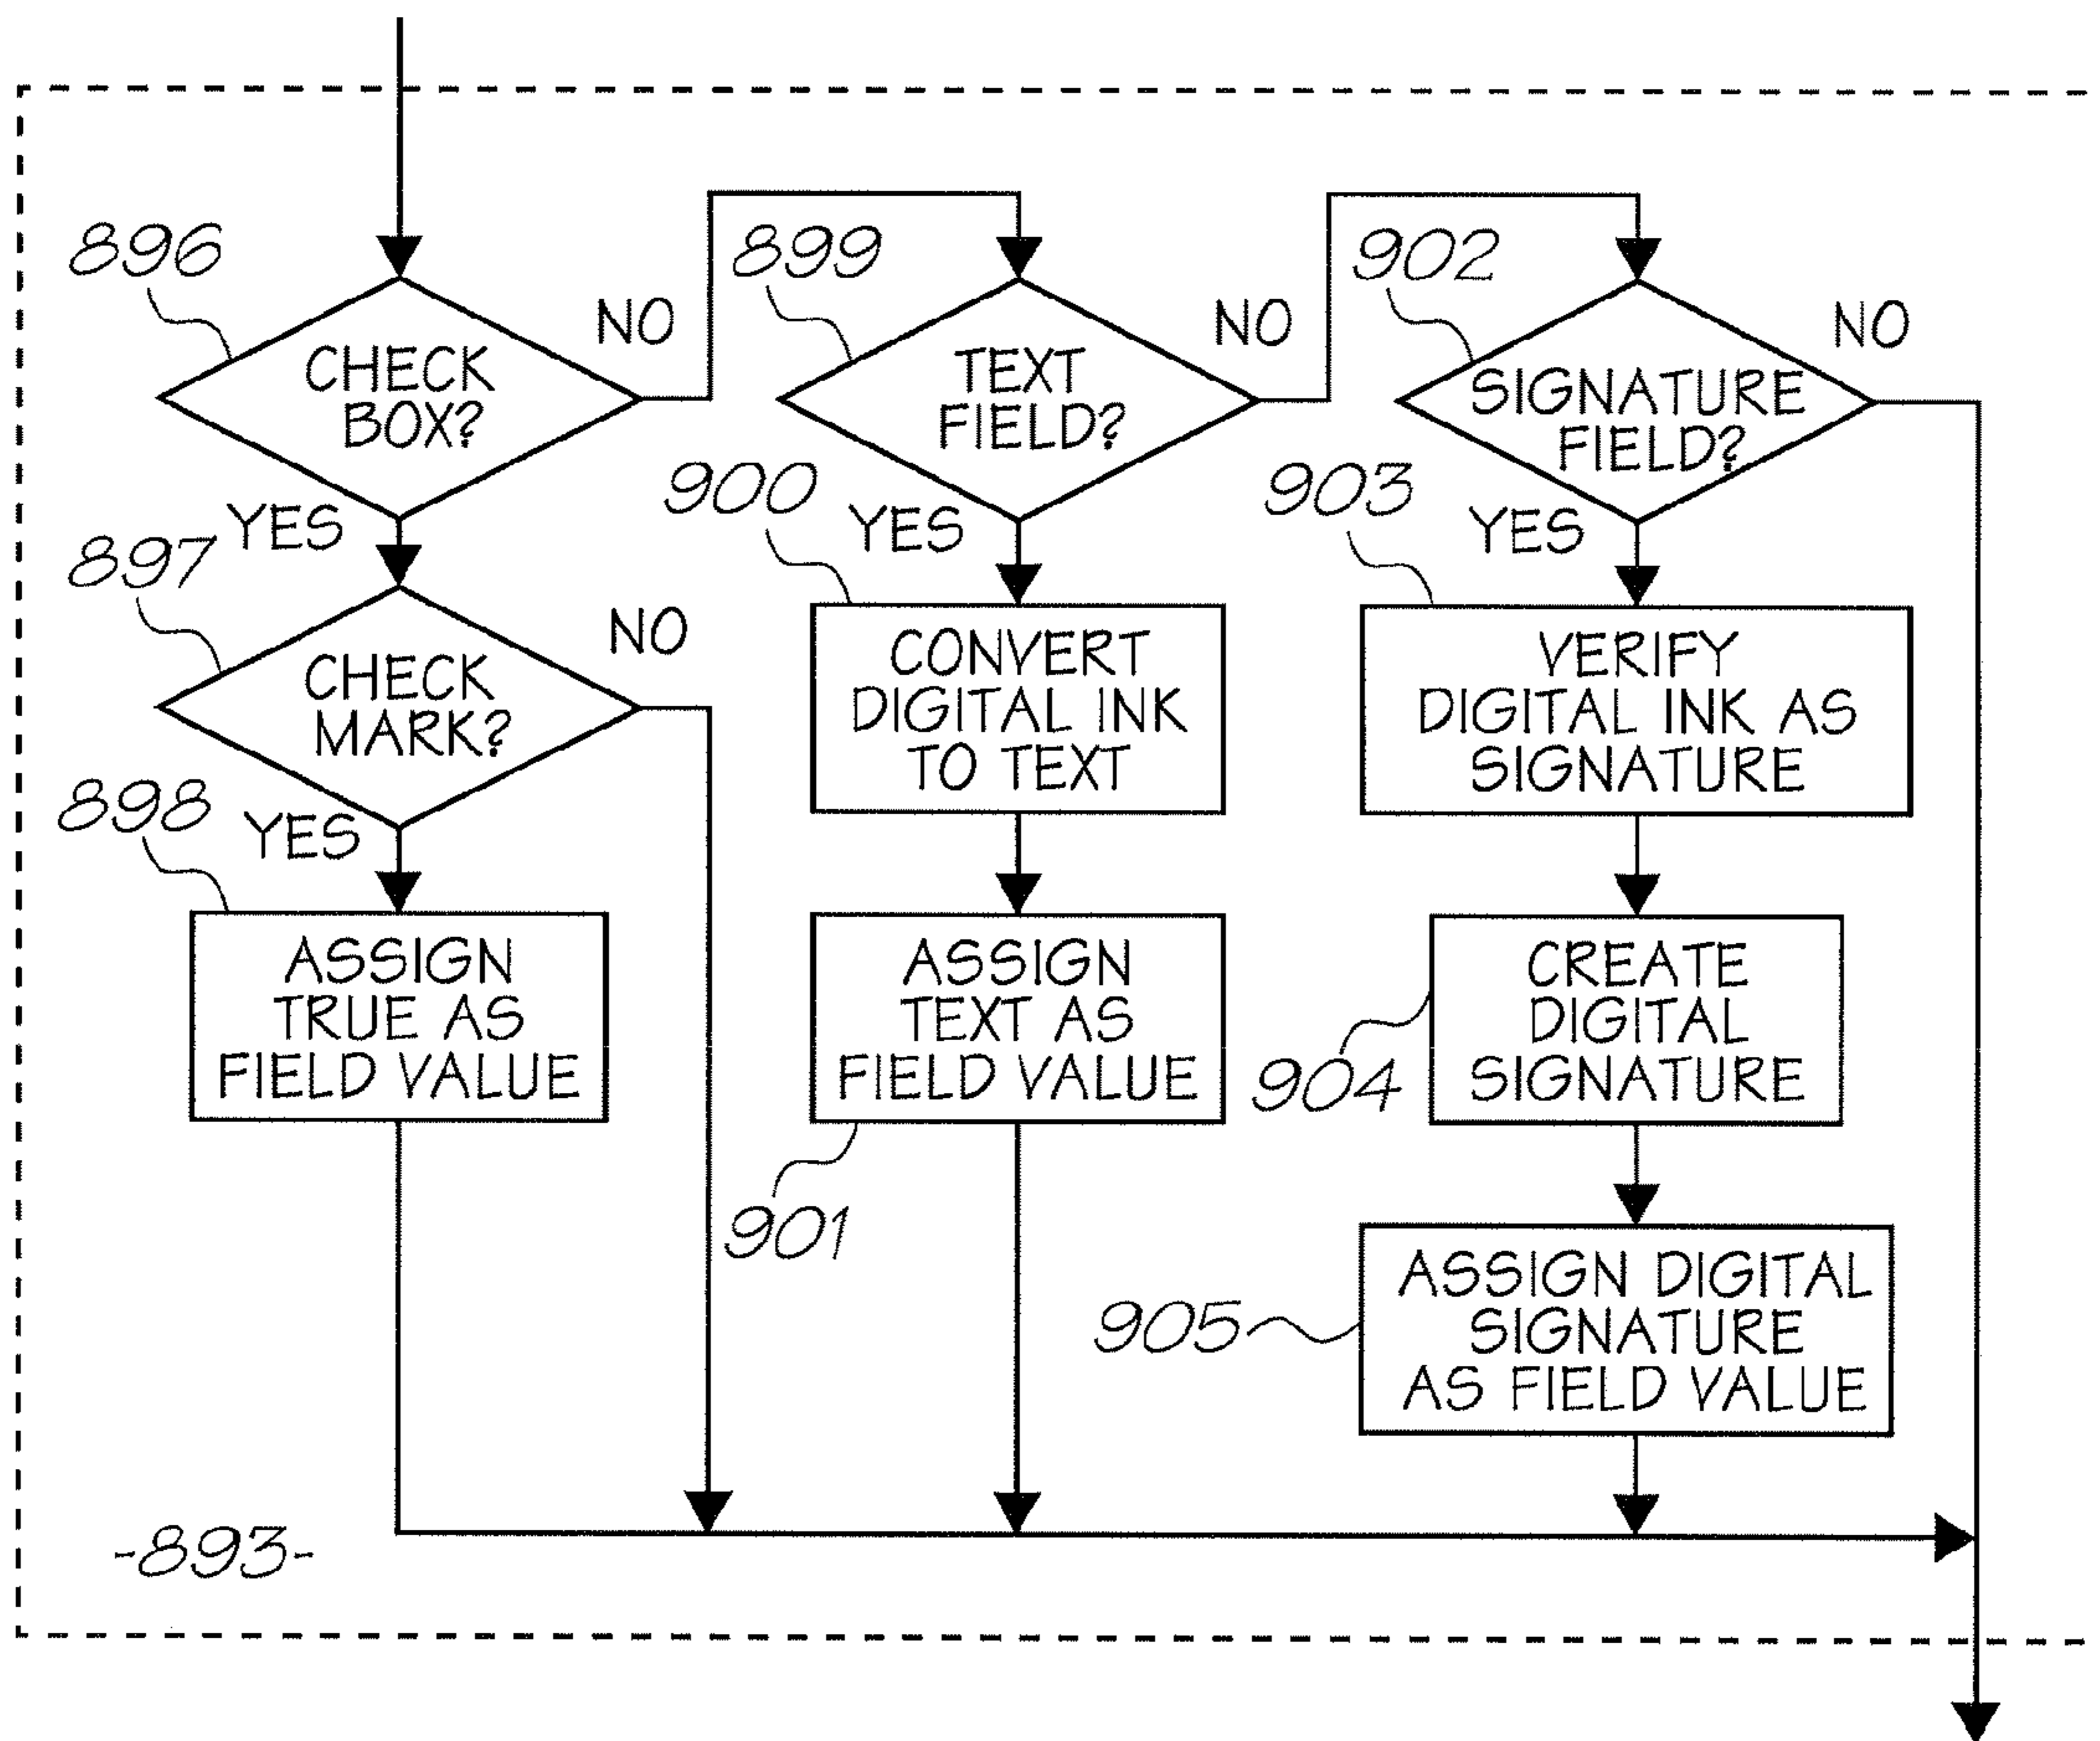 896
CHECK
BOX?
NO
YES
897
CHECK
MARK?
NO
YES
898
ASSIGN
TRUE AS
FIELD VALUE
899
TEXT
FIELD?
NO
YES
900
CONVERT
DIGITAL INK
TO TEXT
ASSIGN
TEXT AS
FIELD VALUE
901
902
SIGNATURE
FIELD?
NO
YES
903
VERIFY
DIGITAL INK AS
SIGNATURE
CREATE
DIGITAL
SIGNATURE
904
ASSIGN DIGITAL
SIGNATURE
AS FIELD VALUE
905
-893-